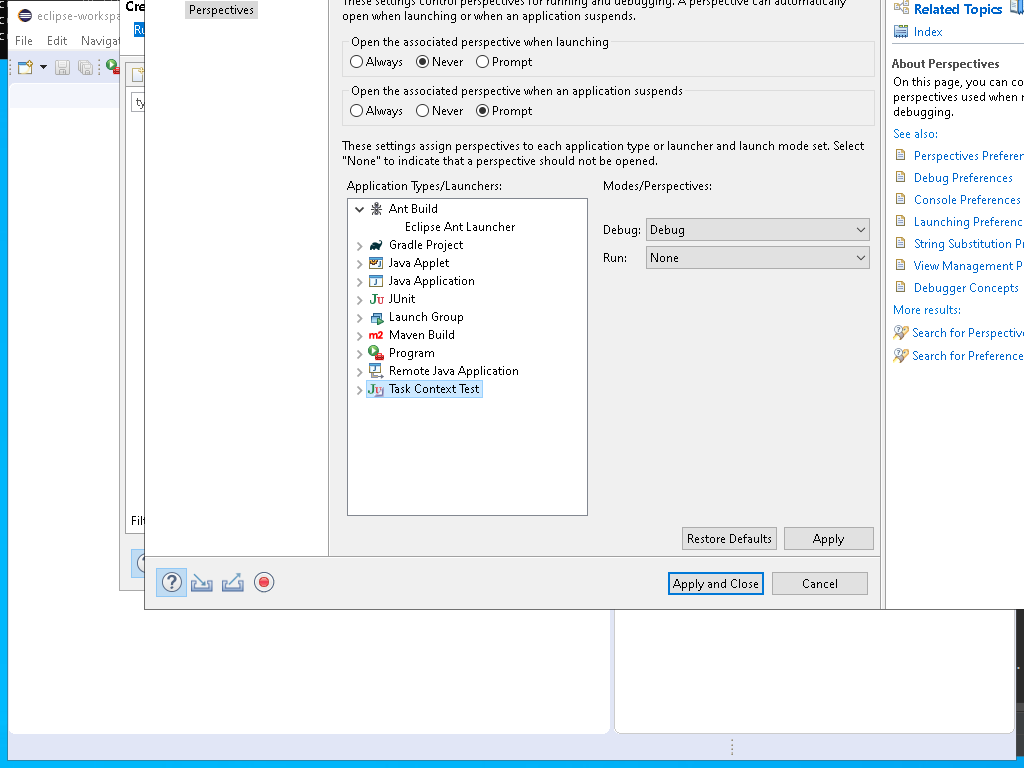 eclipse-workspa
File Edit Navigat
Cre
Ru
ty
Filt
Perspectives
These settings control perspectives for running and debugging. A perspective can automatically
open when launching or when an application suspends.
Open the associated perspective when launching
Always Never Prompt
Open the associated perspective when an application suspends
Always Never Prompt
These settings assign perspectives to each application type or launcher and launch mode set. Select
"None" to indicate that a perspective should not be opened.
Application Types/Launchers:
Modes/Perspectives:
Ant Build
Eclipse Ant Launcher
Gradle Project
Java Applet
Java Application
JUnit
Launch Group
Maven Build
Program
Remote Java Application
Task Context Test
Debug: Debug
Run: None
Restore Defaults Apply
Apply and Close Cancel
Related Topics
Index
About Perspectives
On this page, you can co
perspectives used when r
debugging.
See also:
Perspectives Preferen
Debug Preferences
Console Preferences
Launching Preferenc
String Substitution Pr
View Management P
Debugger Concepts
More results:
Search for Perspective
Search for Preference